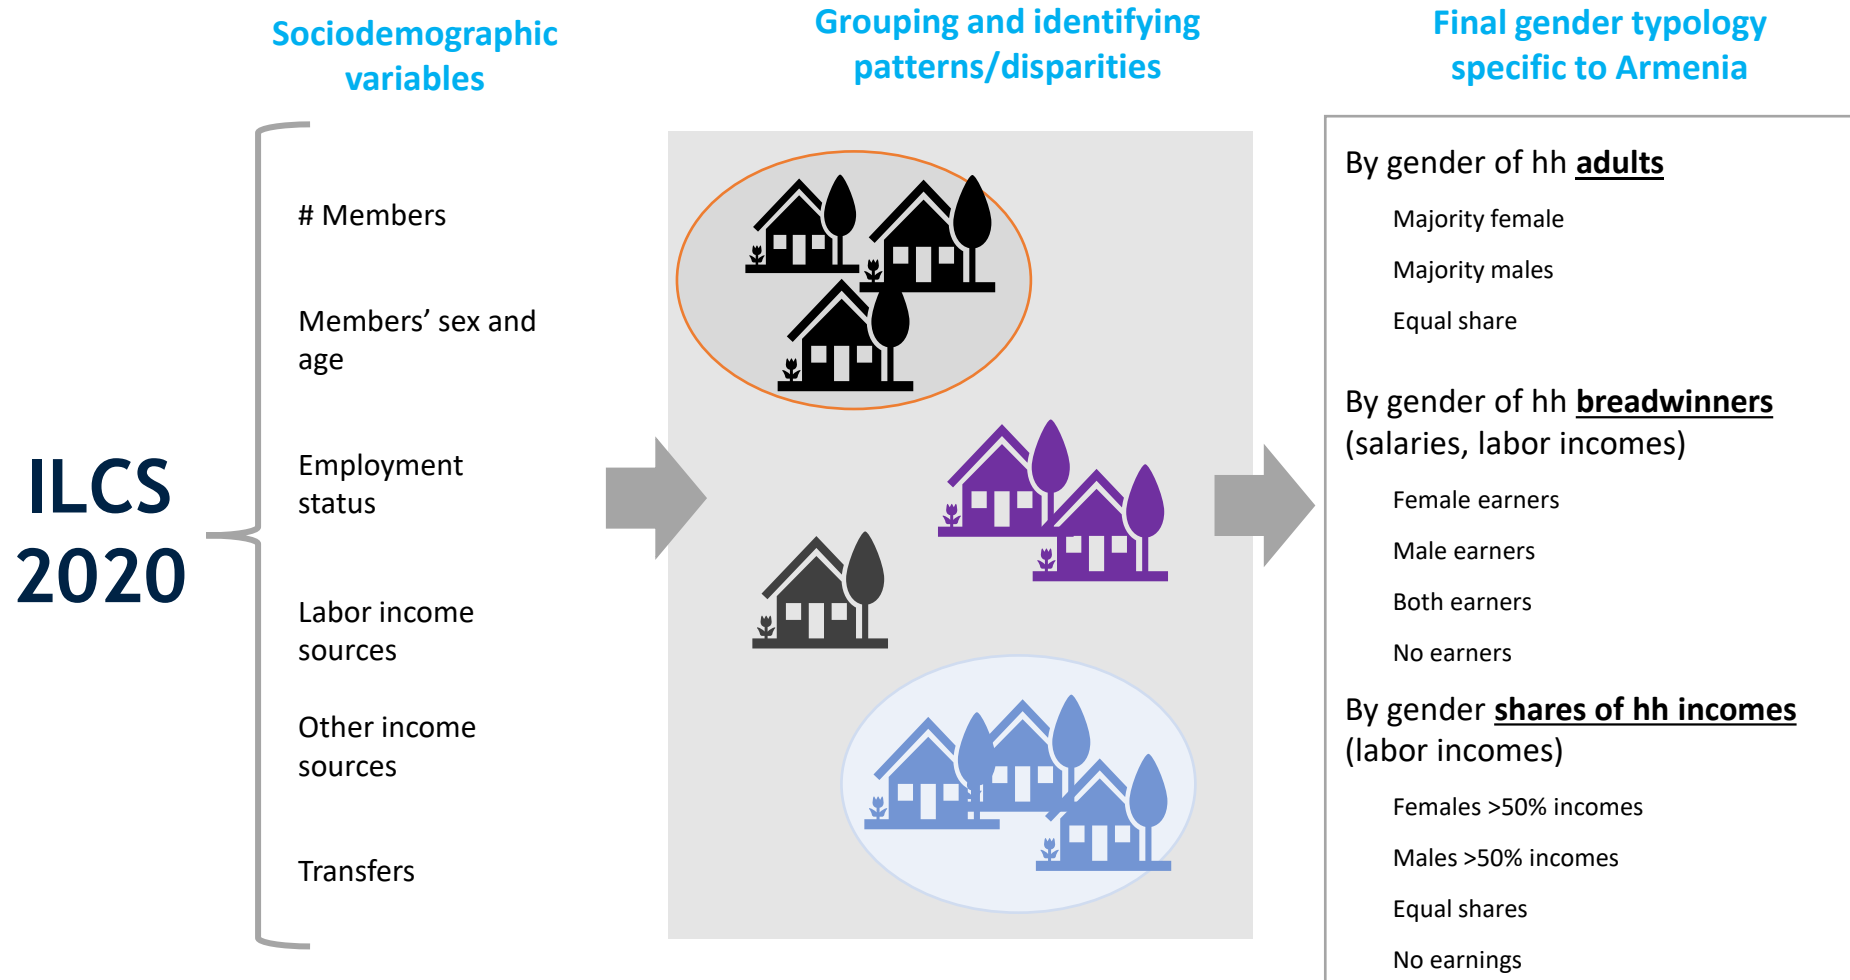 Sociodemographic
variables
Grouping and identifying
patterns/disparities
Final gender typology
specific to Armenia
ILCS
2020
# Members
Members’ sex and
age
Employment
status
Labor income
sources
Other income
sources
Transfers
By gender of hh adults
Majority female
Majority males
Equal share
By gender of hh breadwinners
(salaries, labor incomes)
Female earners
Male earners
Both earners
No earners
By gender shares of hh incomes
(labor incomes)
Females >50% incomes
Males >50% incomes
Equal shares
No earnings